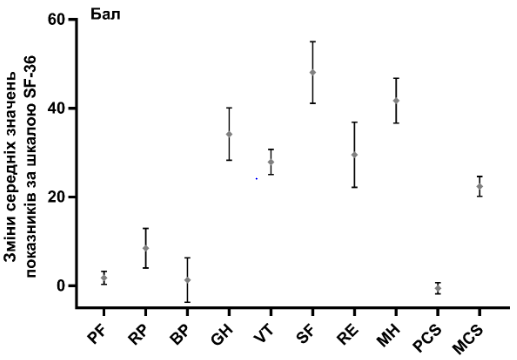 Бал
Зміни середніх значень
показників за шкалою SF-36
60
40
20
0
PF
RP
BP
GH
VT
SF
RE
MH
PCS
MCS